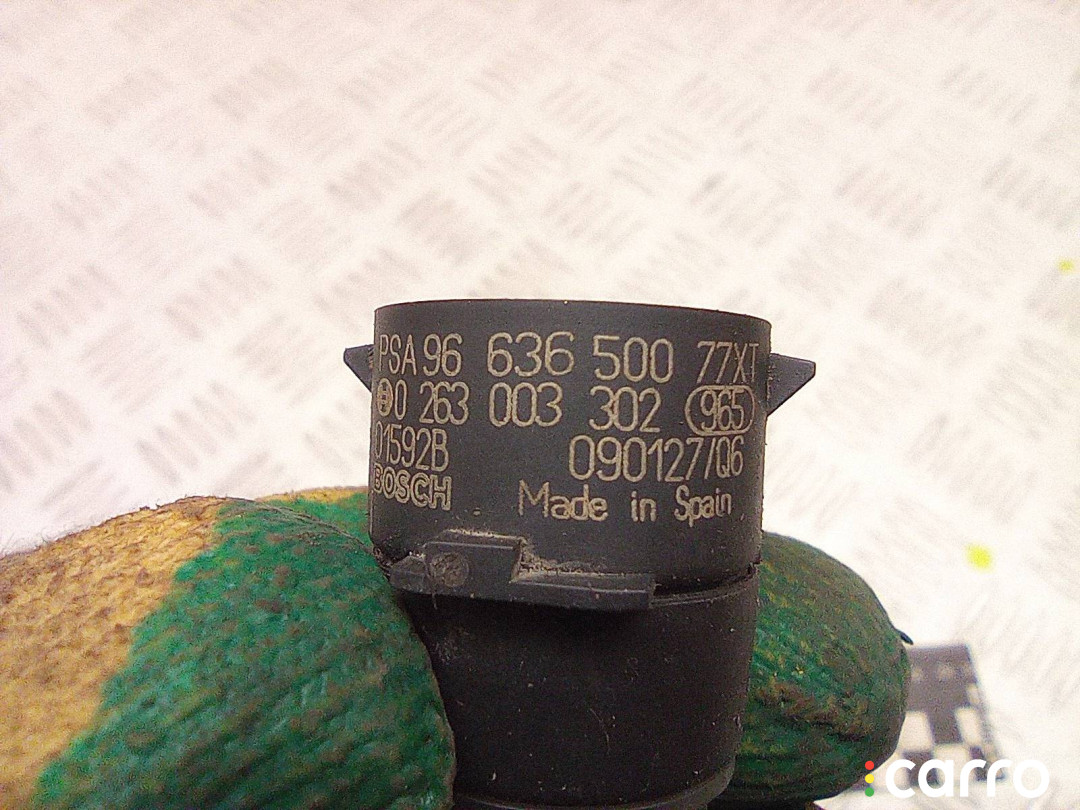 PSA 96 636 500 77XT
0 263 003 302 965
01592B 090127/Q6
BOSCH Made in Spain
carro